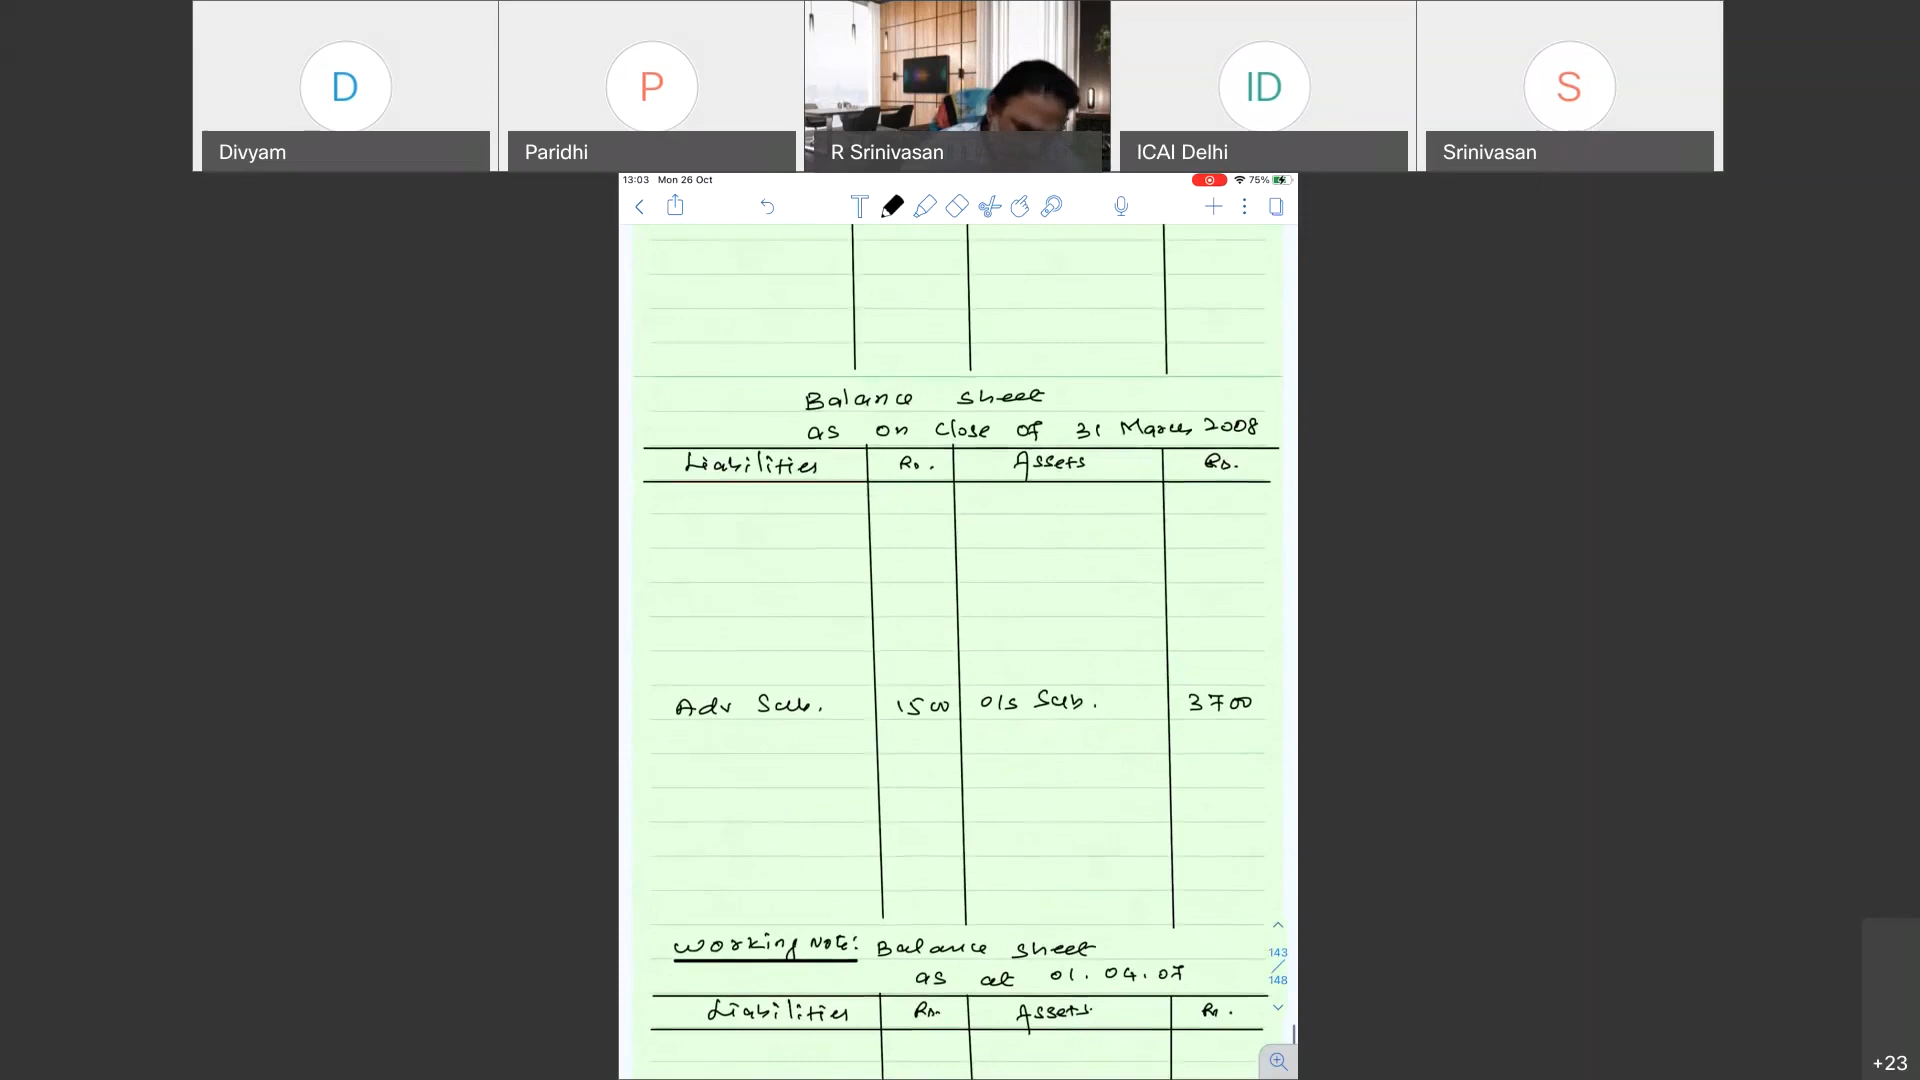 D
P
ID
S
Divyam
Paridhi
R Srinivasan
ICAI Delhi
Srinivasan
13:03 Mon 26 Oct
75%
T
Balance Sheet
as on close of 31 March 2008
Liabilities Rs. Assets Rs.
Adv Sub. 1500 O/S Sub. 3700
Working Note: Balance Sheet
as at 01.04.07
143
148
Liabilities Rs. Assets Rs.
+23